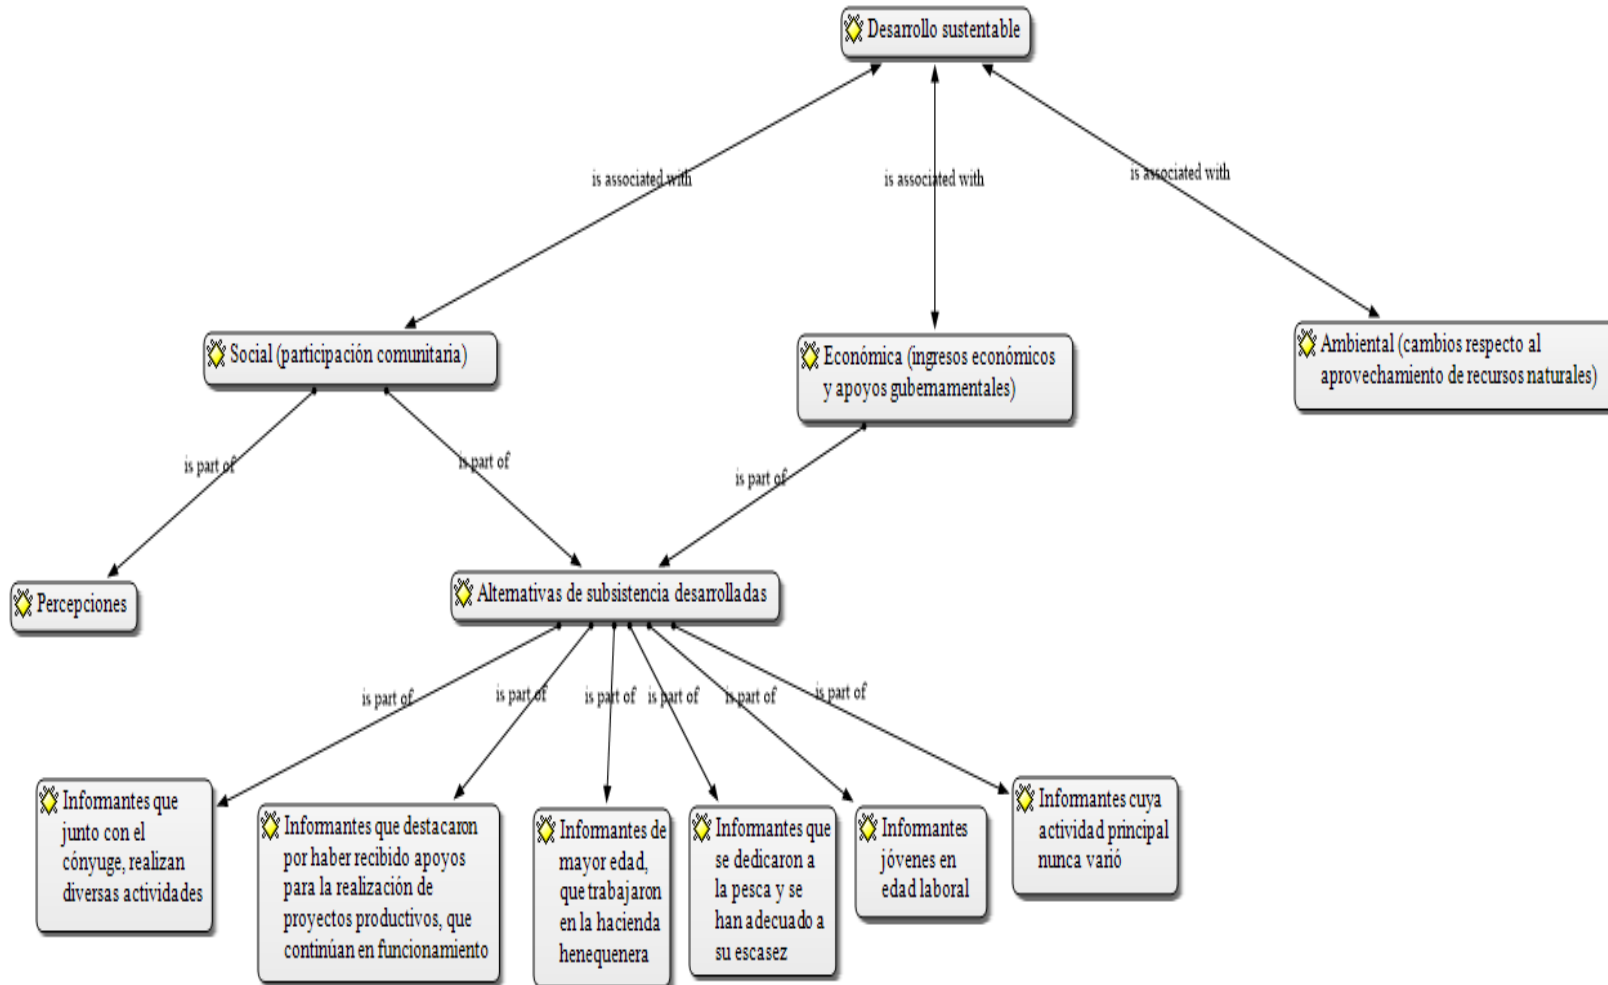 Desarrollo sustentable
is associated with
is associated with
is associated with
Social (participación comunitaria)
Económica (ingresos económicos
y apoyos gubernamentales)
Ambiental (cambios respecto al
aprovechamiento de recursos naturales)
is part of
is part of
is part of
Percepciones
Alternativas de subsistencia desarrolladas
is part of
is part of
is part of
is part of
is part of
is part of
Informantes que
junto con el
cónyuge, realizan
diversas actividades
Informantes que destacaron
por haber recibido apoyos
para la realización de
proyectos productivos, que
continúan en funcionamiento
Informantes de
mayor edad,
que trabajaron
en la hacienda
henequenera
Informantes que
se dedicaron a
la pesca y se
han adecuado a
su escasez
Informantes
jóvenes en
edad laboral
Informantes cuya
actividad principal
nunca varió